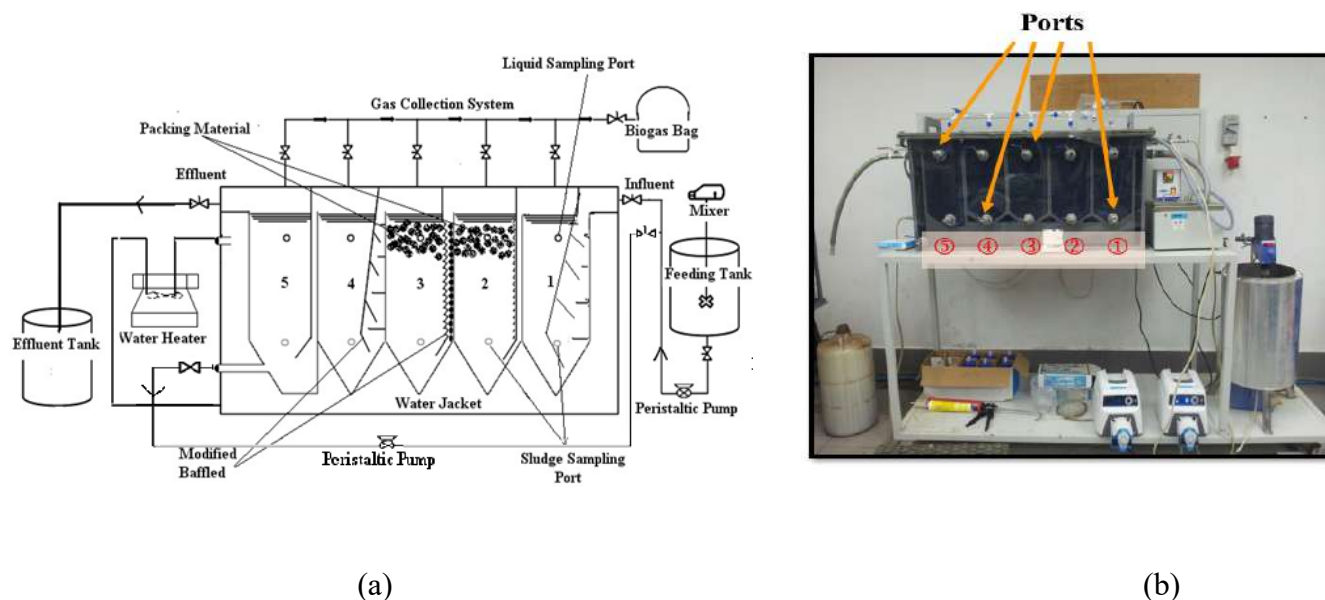 Liquid Sampling Port
Gas Collection System
Packing Material
Biogas Bag
Effluent
Influent
Mixer
5
4
3
2
1
Feeding Tank
Effluent Tank
Water Heater
Water Jacket
Peristaltic Pump
Modified
Baffled
Peristaltic Pump
Sludge Sampling
Port
(a)
Ports
⑤ ④ ③ ② ①
(b)